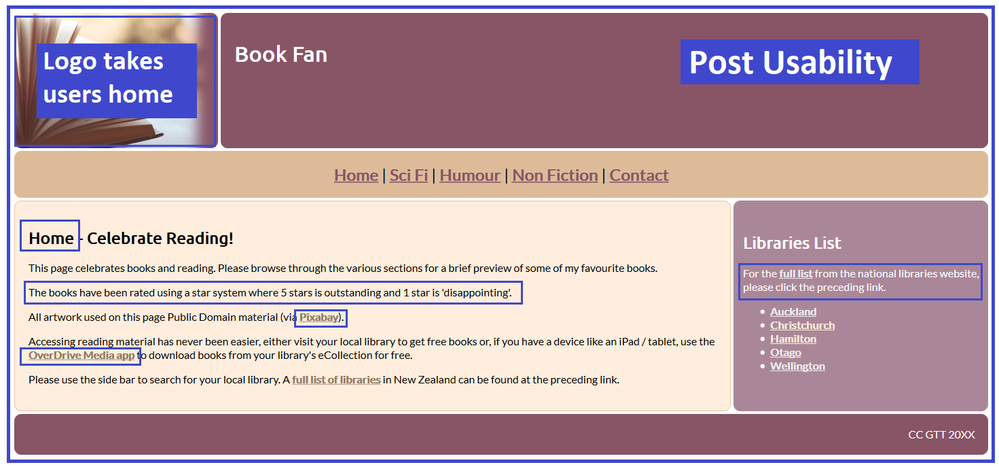 Logo takes
users home
Book Fan
Post Usability
Home | Sci Fi | Humour | Non Fiction | Contact
Home - Celebrate Reading!
This page celebrates books and reading. Please browse through the various sections for a brief preview of some of my favourite books.
The books have been rated using a star system where 5 stars is outstanding and 1 star is 'disappointing'.
All artwork used on this page Public Domain material (via Pixabay).
Accessing reading material has never been easier, either visit your local library to get free books or, if you have a device like an iPad / tablet, use the
OverDrive Media app to download books from your library's eCollection for free.
Please use the side bar to search for your local library. A full list of libraries in New Zealand can be found at the preceding link.
Libraries List
For the full list from the national libraries website,
please click the preceding link.
• Auckland
• Christchurch
• Hamilton
• Otago
• Wellington
CC GTT 20XX